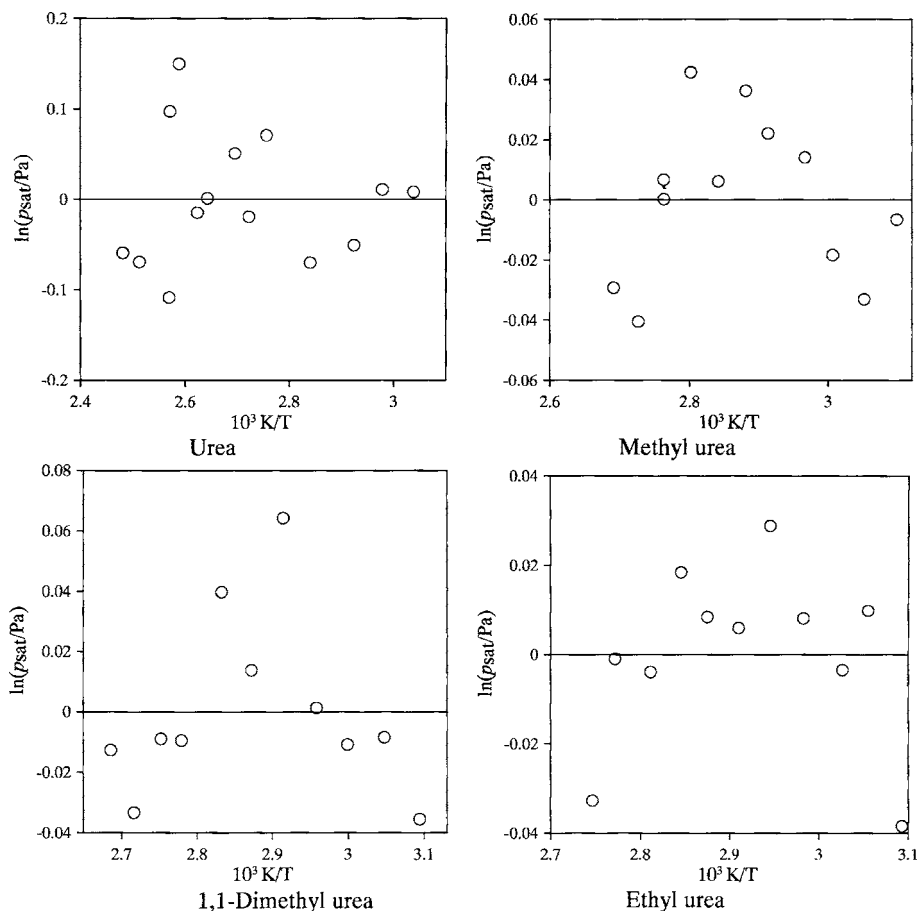 0.2
0.1
0
-0.1
-0.2
ln(psat/Pa)
2.4 2.6 2.8 3
10³ K/T
Urea
0.06
0.04
0.02
0
-0.02
-0.04
-0.06
ln(psat/Pa)
2.6 2.8 3
10³ K/T
Methyl urea
0.08
0.06
0.04
0.02
0
-0.02
-0.04
ln(psat/Pa)
2.7 2.8 2.9 3 3.1
10³ K/T
1,1-Dimethyl urea
0.04
0.02
0
-0.02
-0.04
ln(psat/Pa)
2.7 2.8 2.9 3 3.1
10³ K/T
Ethyl urea